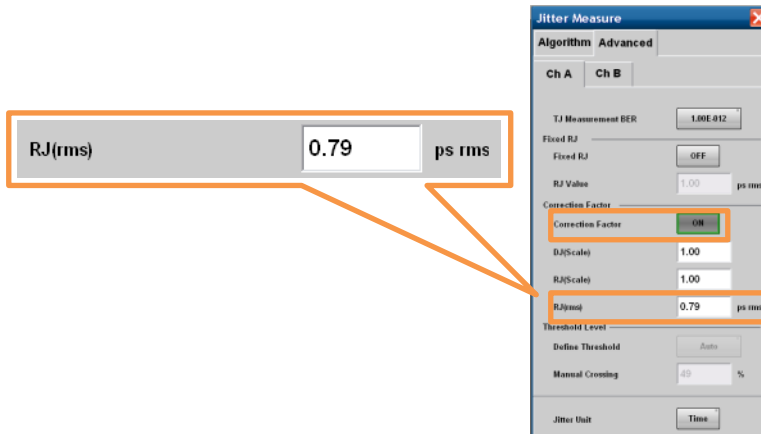 Jitter Measure
Algorithm Advanced
Ch A Ch B
TJ Measurement BER 1.00E-012
Fixed RJ
Fixed RJ OFF
RJ Value 1.00 ps rms
Correction Factor
Correction Factor ON
DJ(Scale) 1.00
RJ(Scale) 1.00
RJ(rms) 0.79 ps rms
Threshold Level
Define Threshold Auto
Manual Crossing 49 %
Jitter Unit Time
RJ(rms) 0.79 ps rms